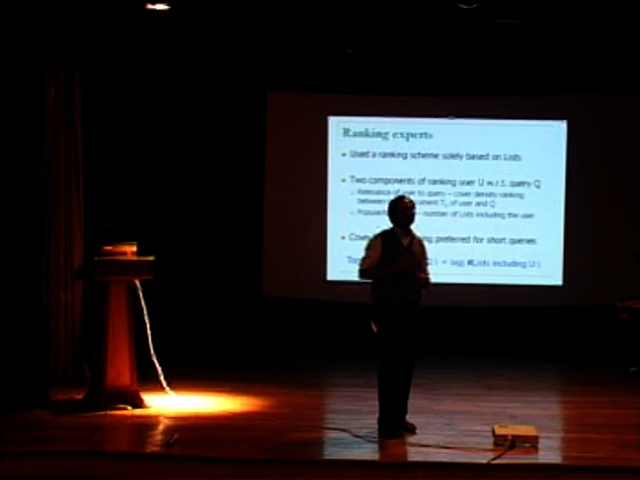 Ranking experts
Used a ranking scheme solely based on Lists
Two components of ranking user U w.r.t. query Q
Relevance of user to query – cover density ranking
between document T of user and Q
number of Lists including the user
preferred for short queries
log( #Lists including U )